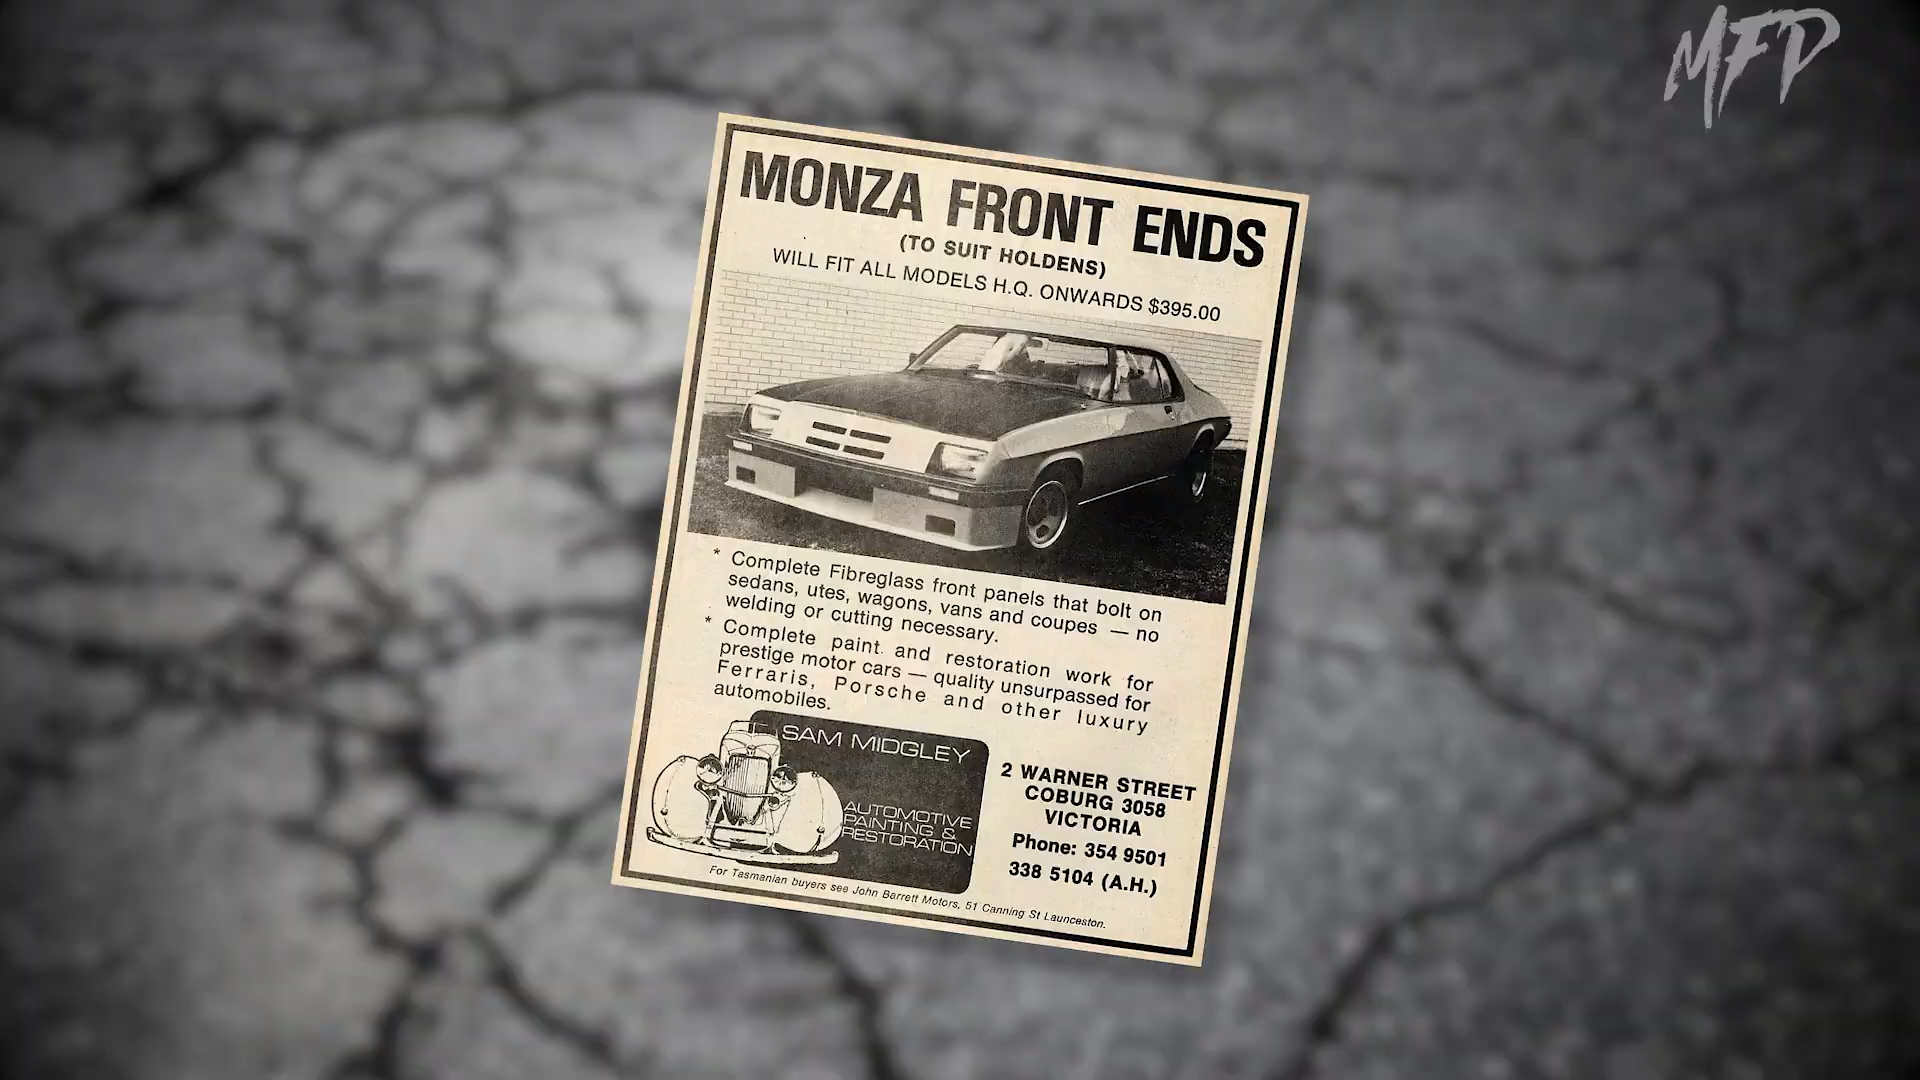 MFD
MONZA FRONT ENDS
(TO SUIT HOLDENS)
WILL FIT ALL MODELS H.Q. ONWARDS $395.00
* Complete Fibreglass front panels that bolt on
sedans, utes, wagons, vans and coupes — no
welding or cutting necessary.
* Complete paint. and restoration work for
prestige motor cars — quality unsurpassed for
Ferraris, Porsche and other luxury
automobiles.
SAM MIDGLEY
AUTOMOTIVE
PAINTING &
RESTORATION
2 WARNER STREET
COBURG 3058
VICTORIA
Phone: 354 9501
338 5104 (A.H.)
For Tasmanian buyers see John Barrett Motors, 51 Canning St Launceston.